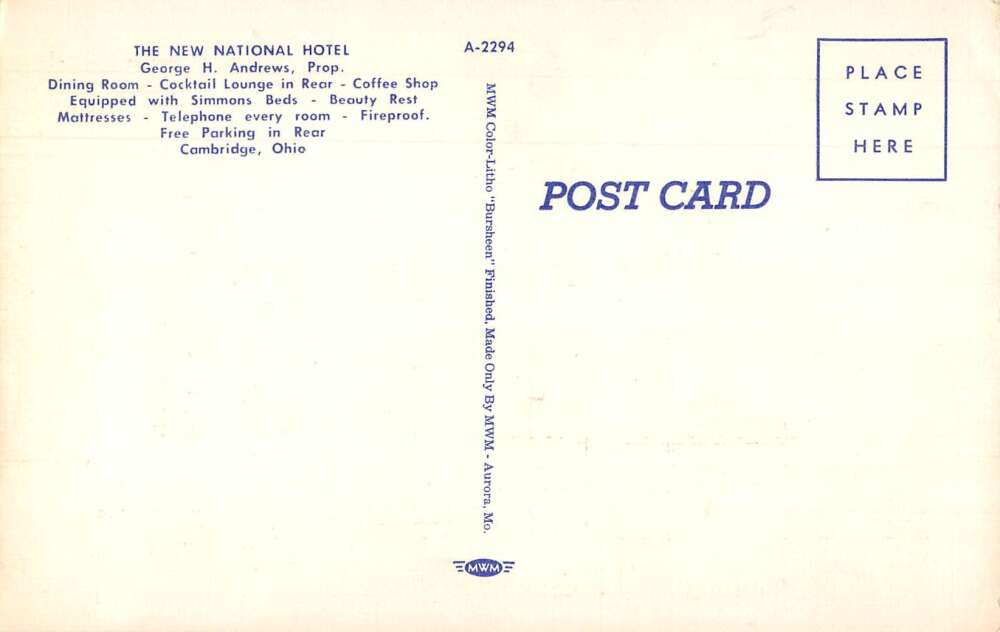 THE NEW NATIONAL HOTEL
George H. Andrews, Prop.
Dining Room - Cocktail Lounge in Rear - Coffee Shop
Equipped with Simmons Beds - Beauty Rest
Mattresses - Telephone every room - Fireproof.
Free Parking in Rear
Cambridge, Ohio
A-2294
MWM Color-Litho "Bursheen" Finished, Made Only By MWM - Aurora, Mo.
MWM
POST CARD
PLACE
STAMP
HERE